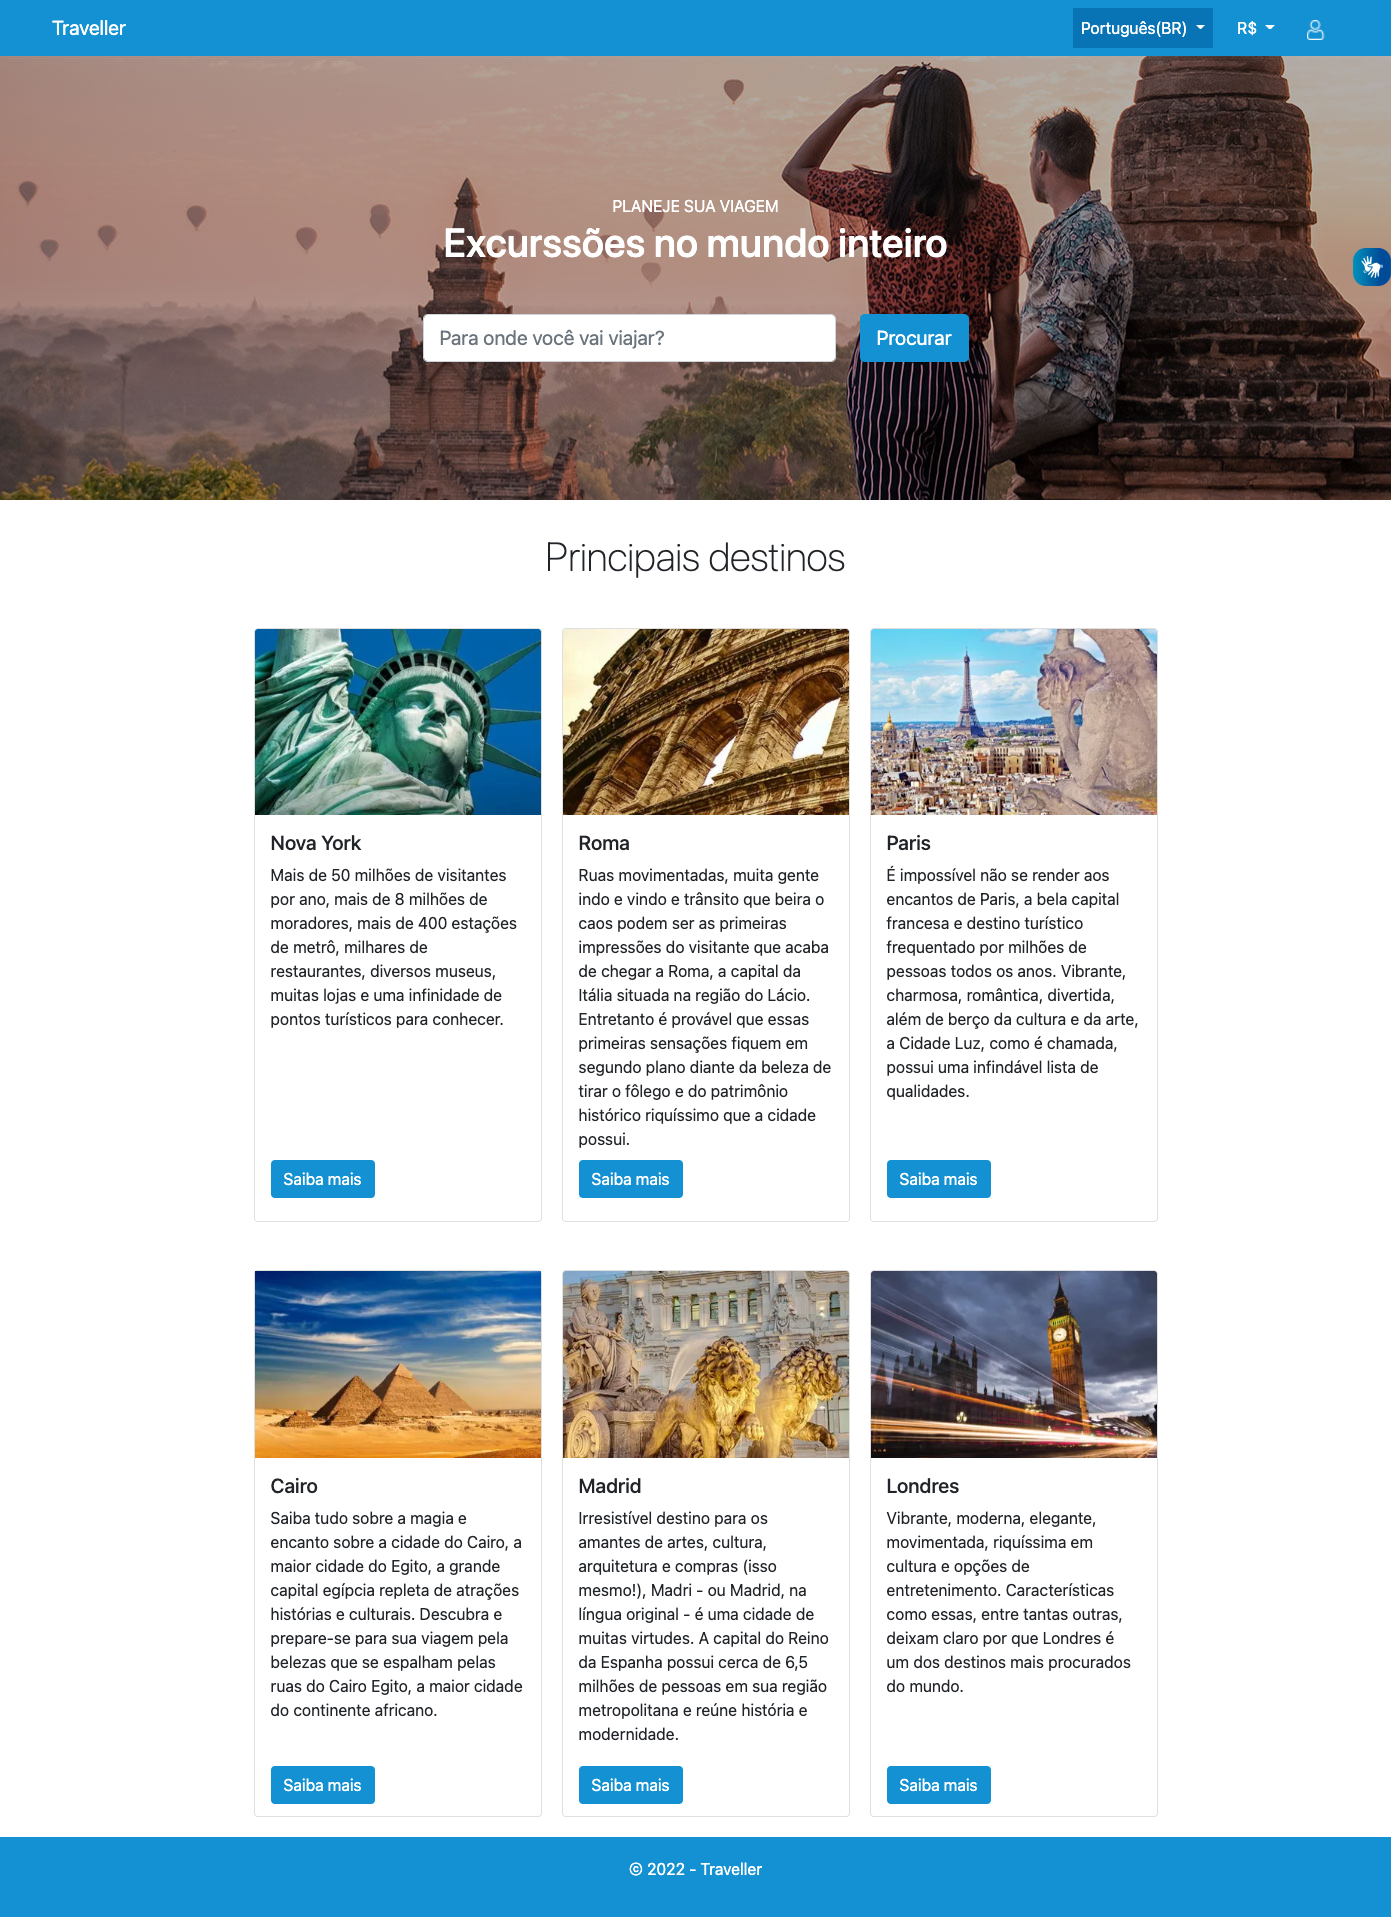 Traveller
Português(BR)
R$
PLANEJE SUA VIAGEM
Excurssões no mundo inteiro
Para onde você vai viajar?
Procurar
Principais destinos
Nova York
Mais de 50 milhões de visitantes
por ano, mais de 8 milhões de
moradores, mais de 400 estações
de metrô, milhares de
restaurantes, diversos museus,
muitas lojas e uma infinidade de
pontos turísticos para conhecer.
Saiba mais
Roma
Ruas movimentadas, muita gente
indo e vindo e trânsito que beira o
caos podem ser as primeiras
impressões do visitante que acaba
de chegar a Roma, a capital da
Itália situada na região do Lácio.
Entretanto é provável que essas
primeiras sensações fiquem em
segundo plano diante da beleza de
tirar o fôlego e do patrimônio
histórico riquíssimo que a cidade
possui.
Saiba mais
Paris
É impossível não se render aos
encantos de Paris, a bela capital
francesa e destino turístico
frequentado por milhões de
pessoas todos os anos. Vibrante,
charmosa, romântica, divertida,
além de berço da cultura e da arte,
a Cidade Luz, como é chamada,
possui uma infindável lista de
qualidades.
Saiba mais
Cairo
Saiba tudo sobre a magia e
encanto sobre a cidade do Cairo, a
maior cidade do Egito, a grande
capital egípcia repleta de atrações
histórias e culturais. Descubra e
prepare-se para sua viagem pela
belezas que se espalham pelas
ruas do Cairo Egito, a maior cidade
do continente africano.
Saiba mais
Madrid
Irresistível destino para os
amantes de artes, cultura,
arquitetura e compras (isso
mesmo!), Madri - ou Madrid, na
língua original - é uma cidade de
muitas virtudes. A capital do Reino
da Espanha possui cerca de 6,5
milhões de pessoas em sua região
metropolitana e reúne história e
modernidade.
Saiba mais
Londres
Vibrante, moderna, elegante,
movimentada, riquíssima em
cultura e opções de
entretenimento. Características
como essas, entre tantas outras,
deixam claro por que Londres é
um dos destinos mais procurados
do mundo.
Saiba mais
© 2022 - Traveller